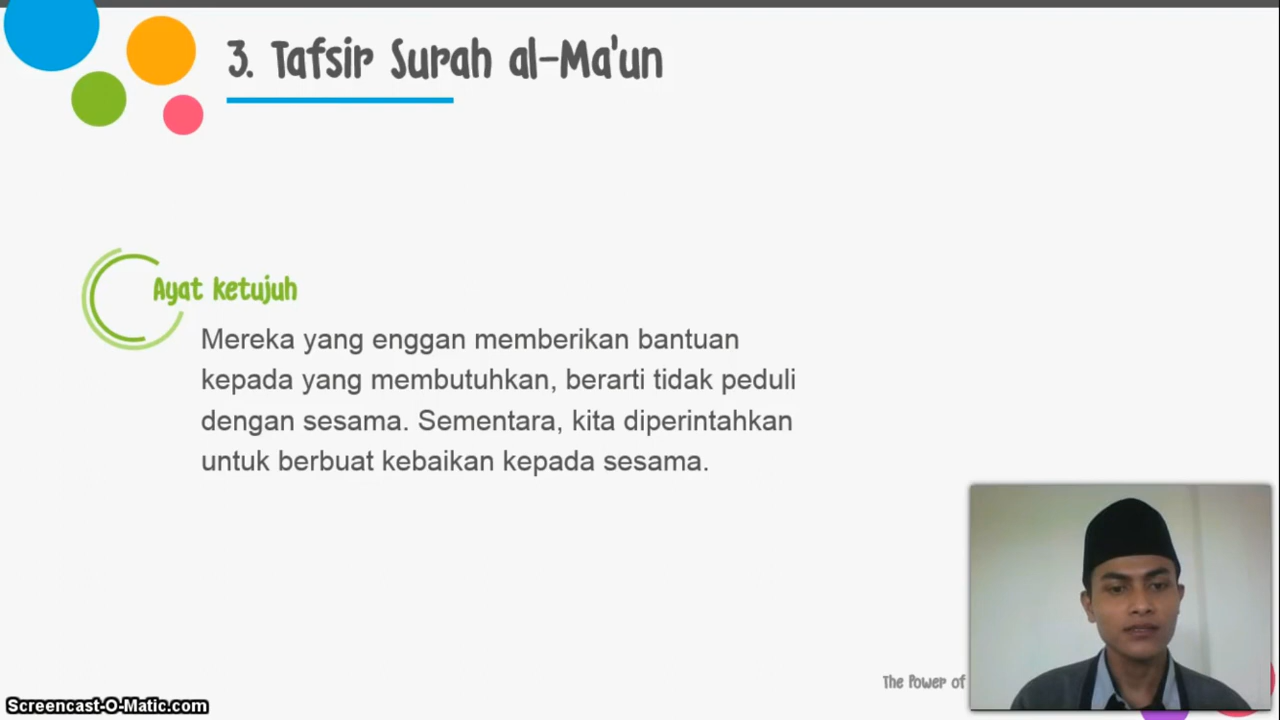 3. Tafsir Surah al-Ma'un
Ayat ketujuh
Mereka yang enggan memberikan bantuan
kepada yang membutuhkan, berarti tidak peduli
dengan sesama. Sementara, kita diperintahkan
untuk berbuat kebaikan kepada sesama.
The Power of
Screencast-O-Matic.com